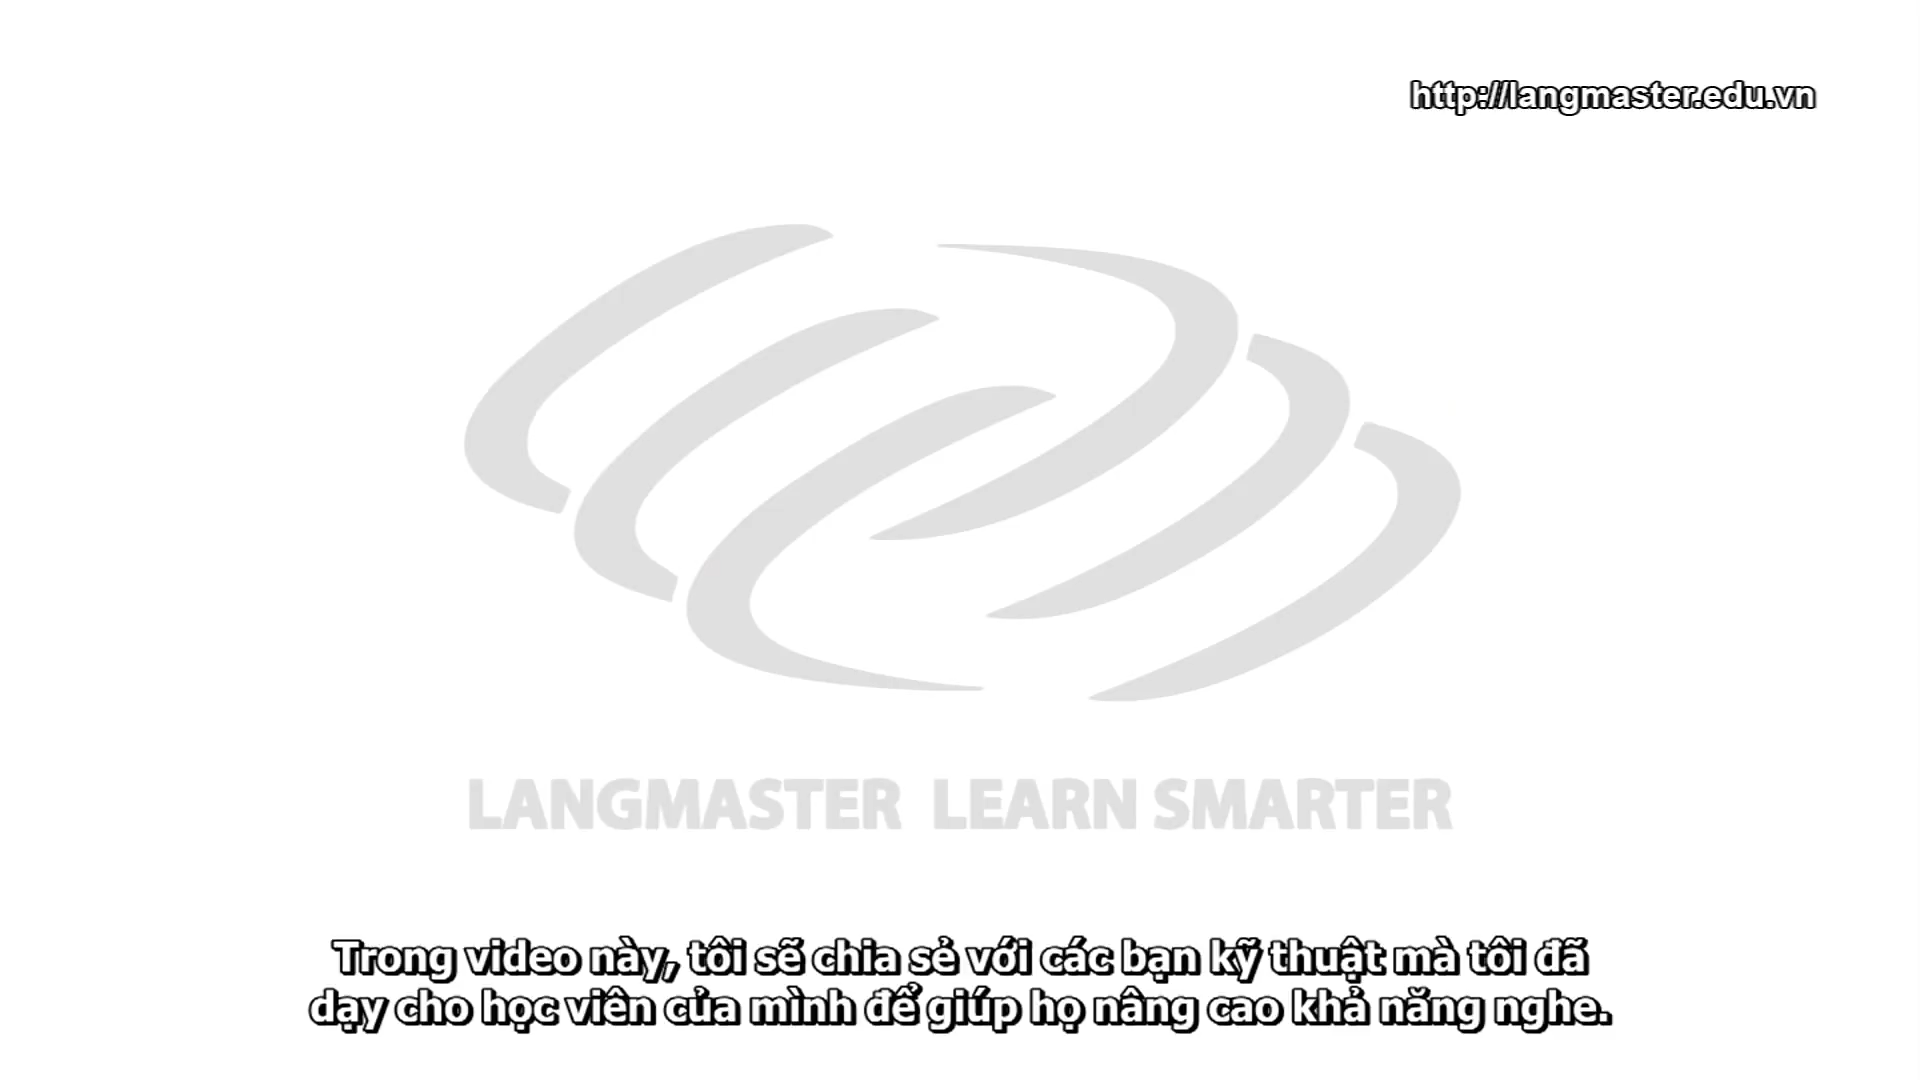 http://langmaster.edu.vn
LANGMASTER LEARN SMARTER
Trong video này, tôi sẽ chia sẻ với các bạn kỹ thuật mà tôi đã
dạy cho học viên của mình để giúp họ nâng cao khả năng nghe.